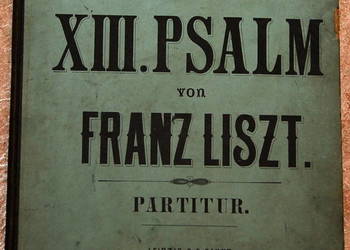 XIII. PSALM
von
FRANZ LISZT.
PARTITUR.